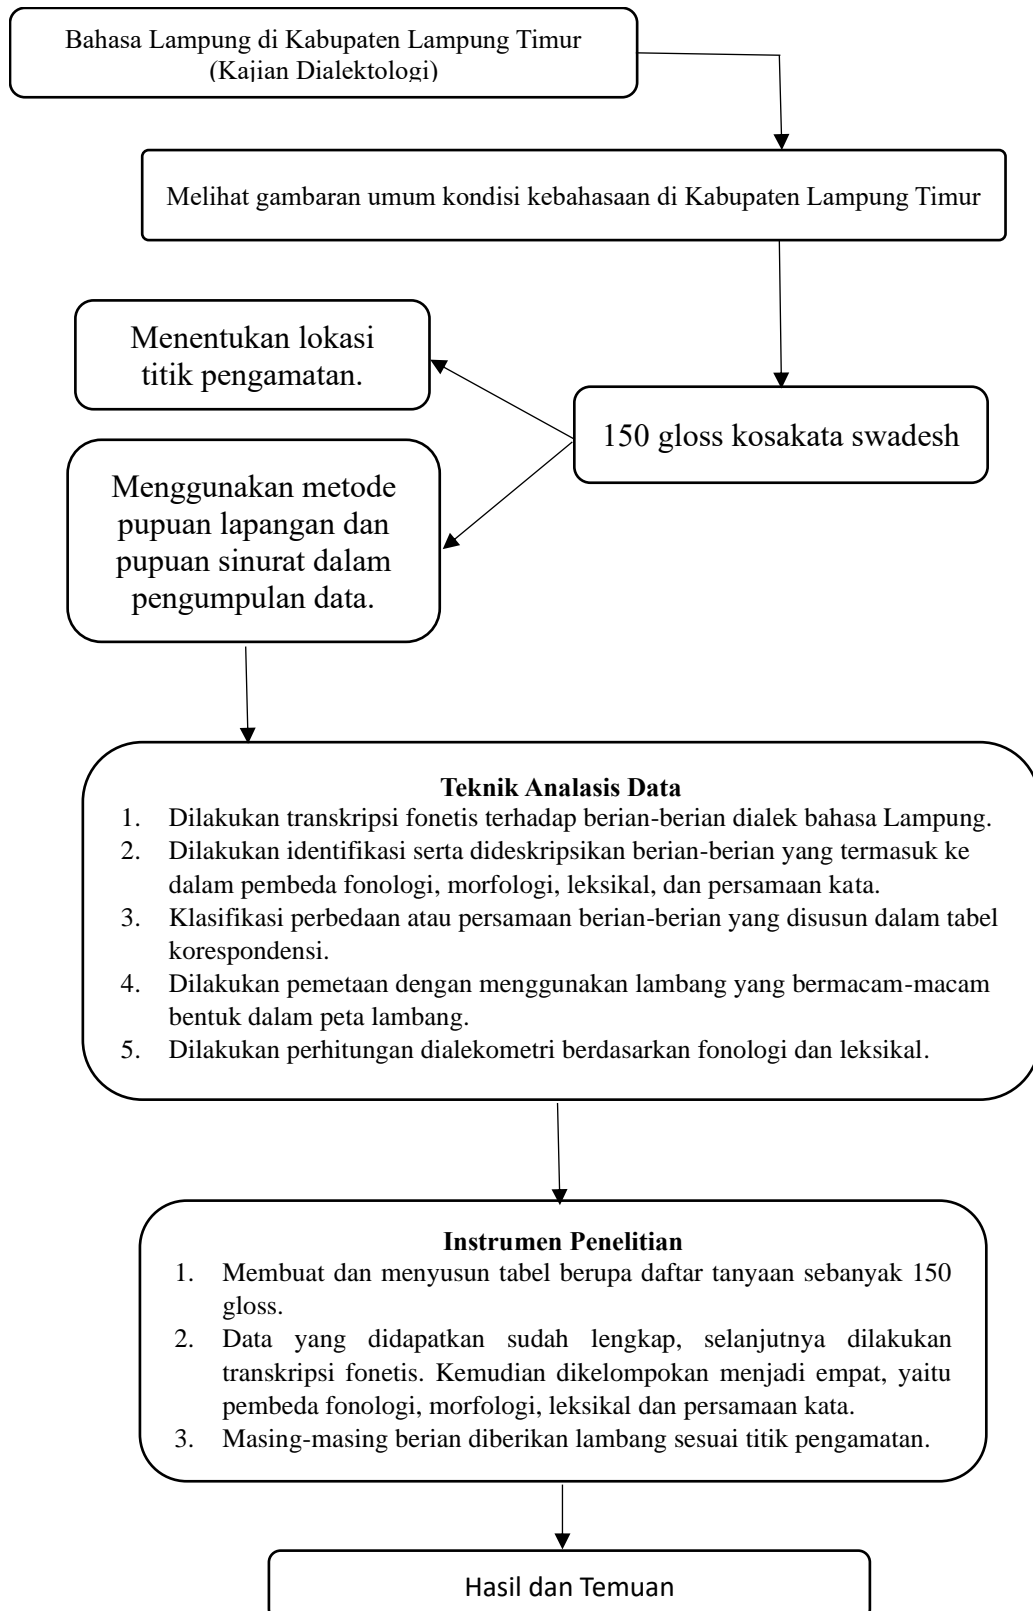 Bahasa Lampung di Kabupaten Lampung Timur
(Kajian Dialektologi)
Melihat gambaran umum kondisi kebahasaan di Kabupaten Lampung Timur
Menentukan lokasi
titik pengamatan.
150 gloss kosakata swadesh
Menggunakan metode
pupuan lapangan dan
pupuan sinurat dalam
pengumpulan data.
Teknik Analasis Data
1. Dilakukan transkripsi fonetis terhadap berian-berian dialek bahasa Lampung.
2. Dilakukan identifikasi serta dideskripsikan berian-berian yang termasuk ke
dalam pembeda fonologi, morfologi, leksikal, dan persamaan kata.
3. Klasifikasi perbedaan atau persamaan berian-berian yang disusun dalam tabel
korespondensi.
4. Dilakukan pemetaan dengan menggunakan lambang yang bermacam-macam
bentuk dalam peta lambang.
5. Dilakukan perhitungan dialekometri berdasarkan fonologi dan leksikal.
Instrumen Penelitian
1. Membuat dan menyusun tabel berupa daftar tanyaan sebanyak 150
gloss.
2. Data yang didapatkan sudah lengkap, selanjutnya dilakukan
transkripsi fonetis. Kemudian dikelompokan menjadi empat, yaitu
pembeda fonologi, morfologi, leksikal dan persamaan kata.
3. Masing-masing berian diberikan lambang sesuai titik pengamatan.
Hasil dan Temuan